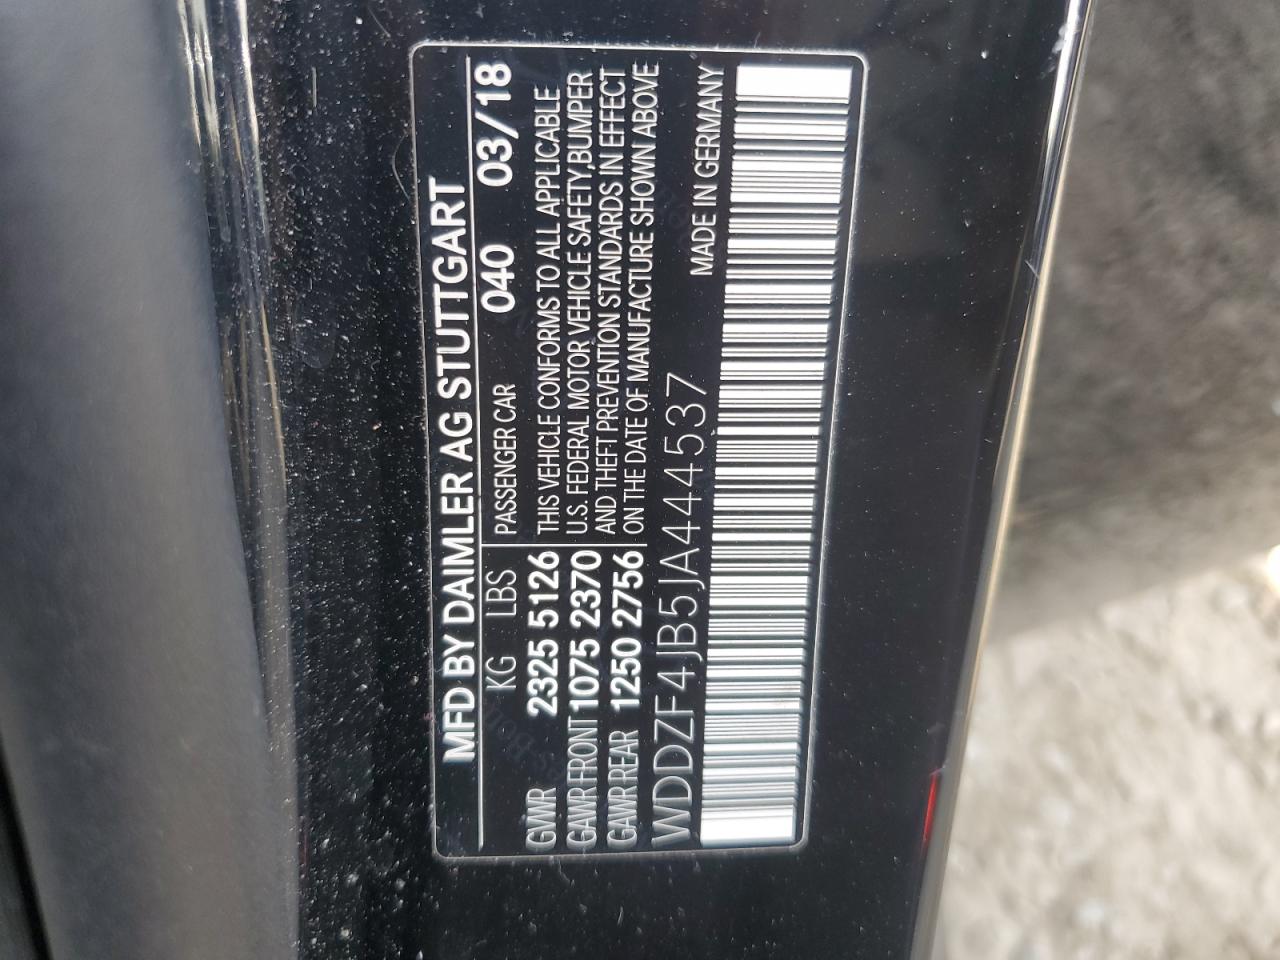 MFD BY DAIMLER AG STUTTGART
KG LBS PASSENGER CAR 040 03/18
GVWR 2325 5126 THIS VEHICLE CONFORMS TO ALL APPLICABLE
GAWR FRONT 1075 2370 U.S. FEDERAL MOTOR VEHICLE SAFETY,BUMPER
GAWR REAR 1250 2756 AND THEFT PREVENTION STANDARDS IN EFFECT
ON THE DATE OF MANUFACTURE SHOWN ABOVE
WDDZF4JB5JA444537 MADE IN GERMANY